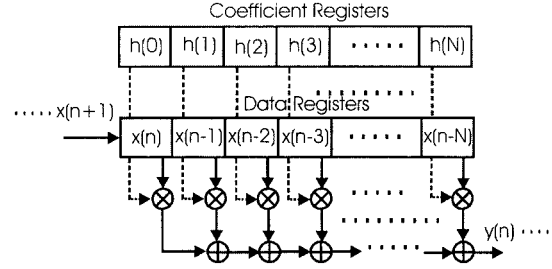 Coefficient Registers
h(0) h(1) h(2) h(3) ..... h(N)
..... x(n+1) Data Registers
x(n) x(n-1) x(n-2) x(n-3) ..... x(n-N)
y(n) .....